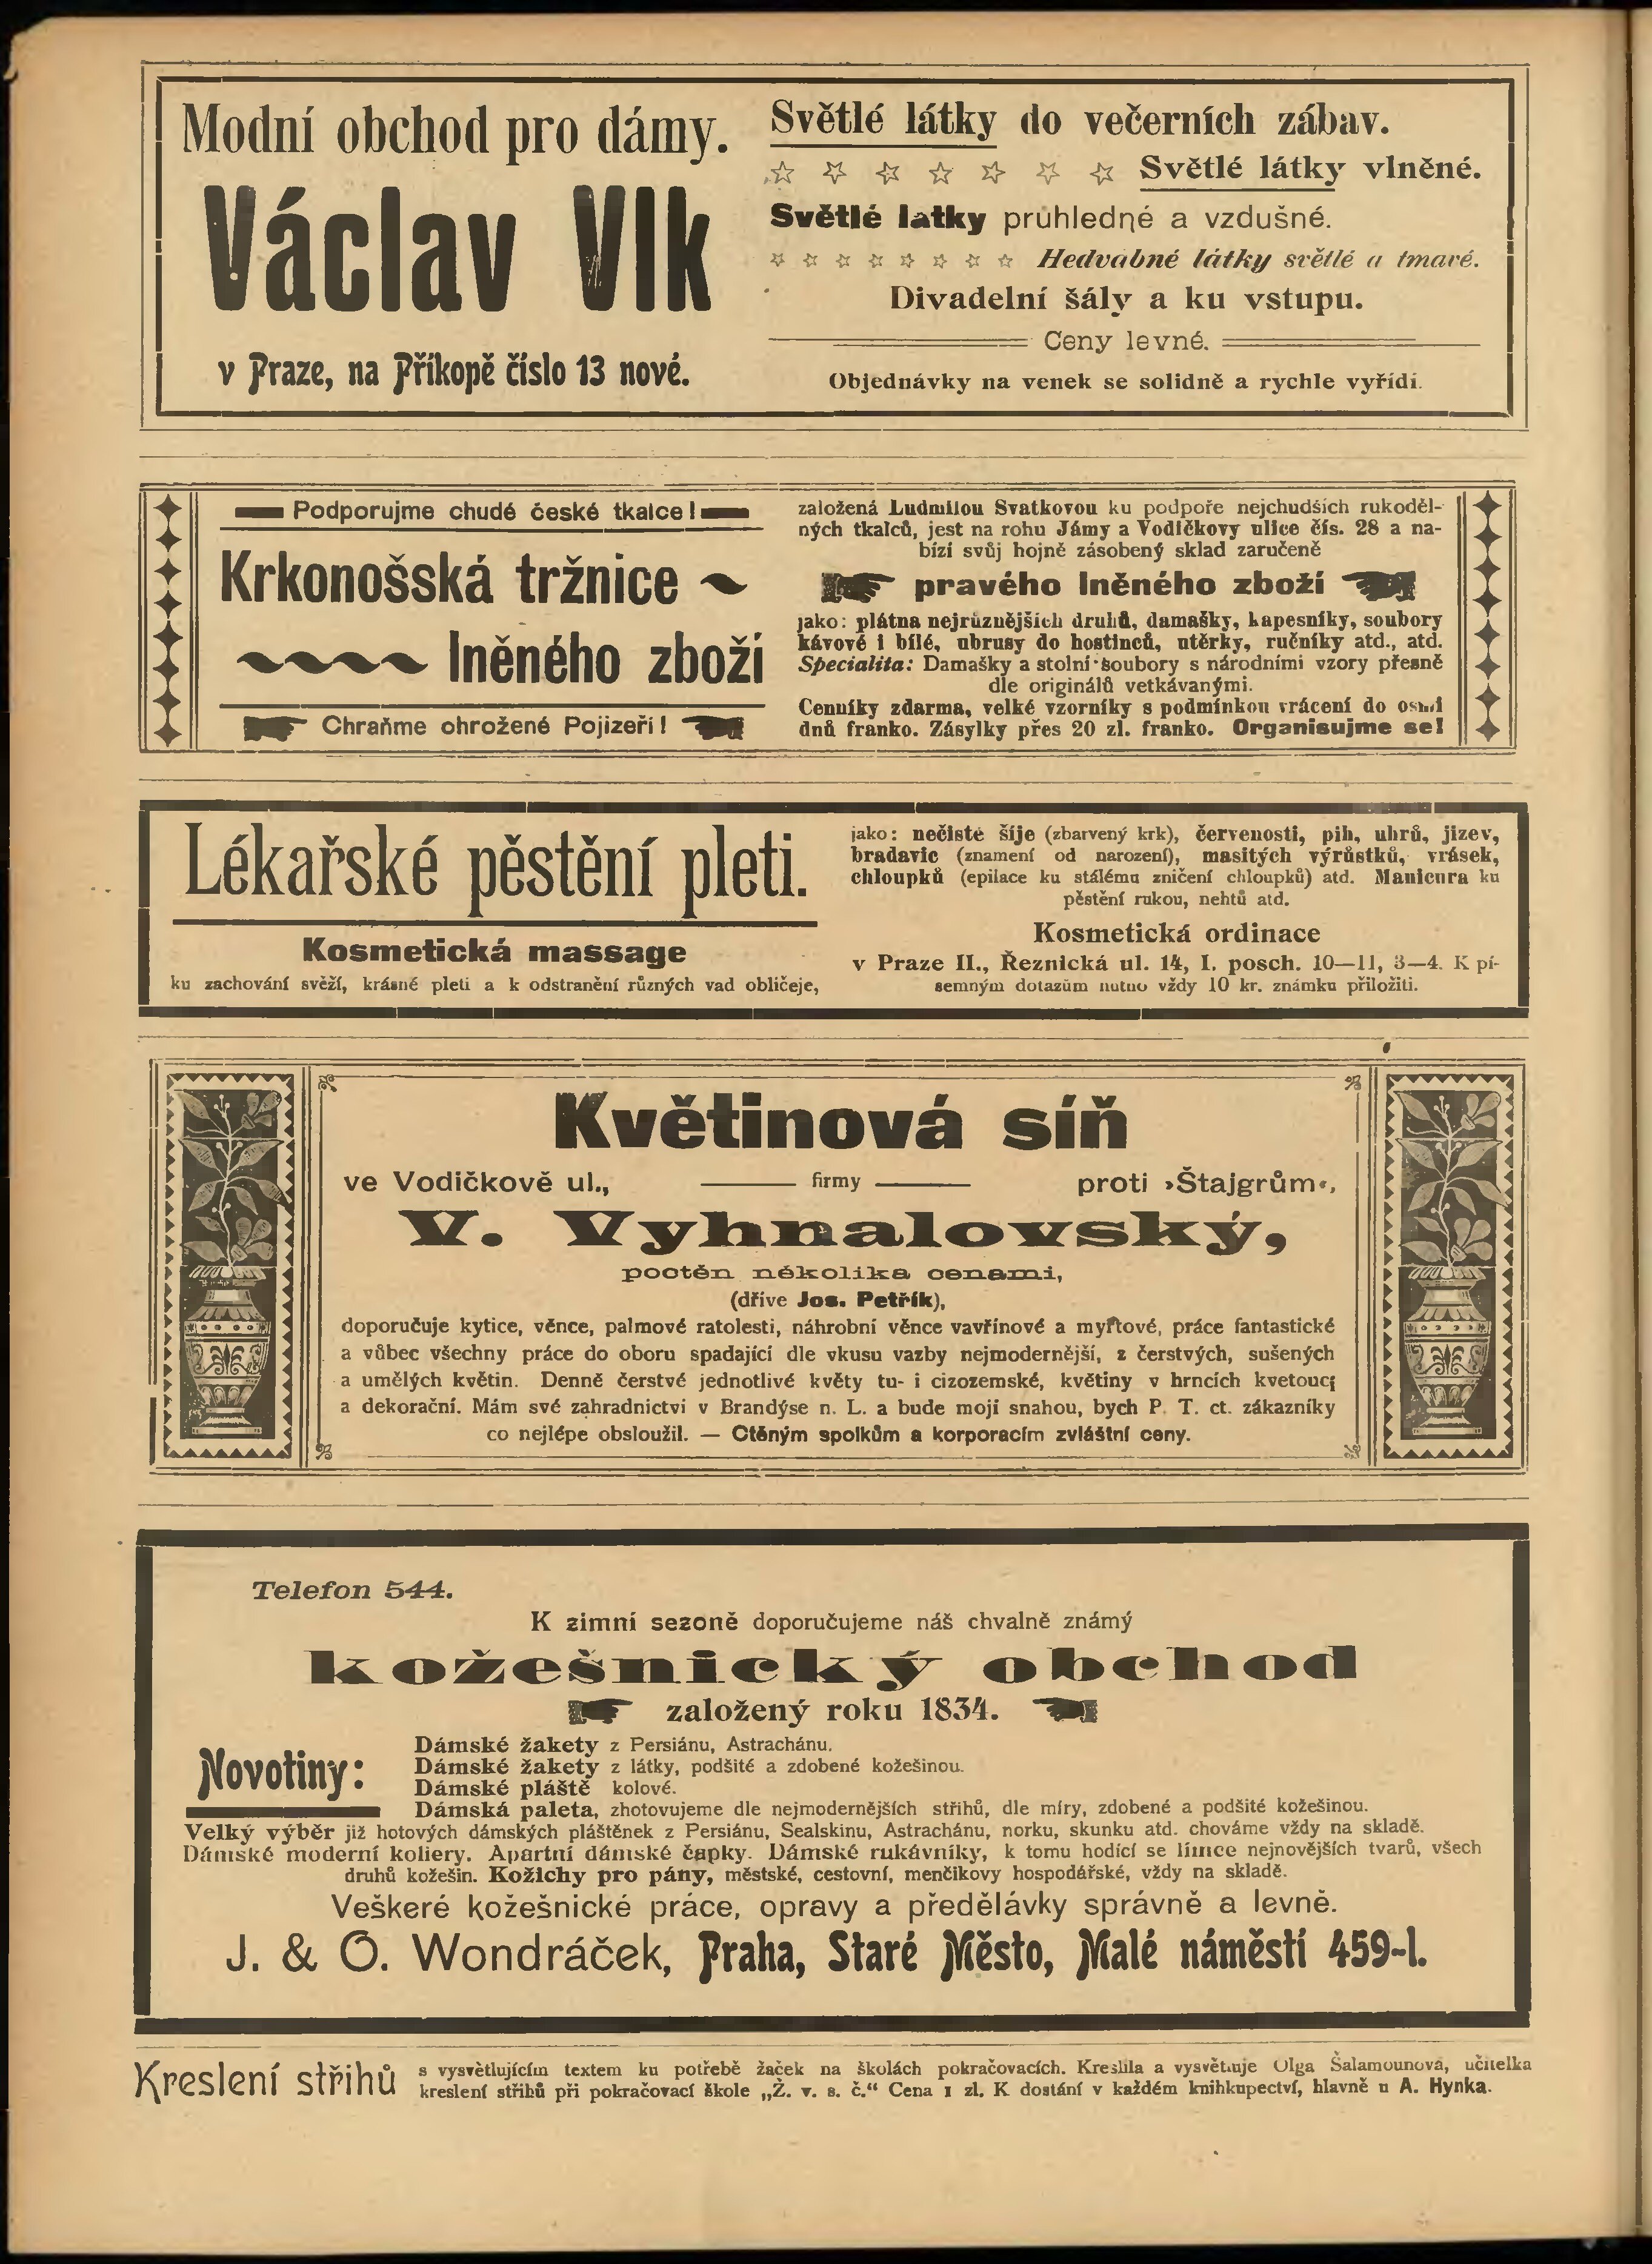 Modní obchod pro dámy.
Václav Vlk
v Praze, na Příkopě číslo 13 nové.
Světlé látky do večerních zábav.
Světlé látky vlněné.
Světlé látky průhledné a vzdušné.
Hedvábné látky světlé a tmavé.
Divadelní šály a ku vstupu.
Ceny levné.
Objednávky na venek se solidně a rychle vyřídí.
Podporujme chudé české tkalce!
Krkonošská tržnice
lněného zboží
Chraňme ohrožené Pojizeří!
založená Ludmilou Svatkovou ku podpoře nejchudších rukoděl-
ných tkalců, jest na rohu Jámy a Vodičkovy ulice čís. 28 a na-
bízí svůj hojně zásobený sklad zaručeně
pravého lněného zboží
jako: plátna nejrůznějších druhů, damašky, kapesníky, soubory
kávové i bílé, ubrusy do hostinců, utěrky, ručníky atd., atd.
Specialita: Damašky a stolní soubory s národními vzory přesně
dle originálů vetkávanými.
Cenníky zdarma, velké vzorníky s podmínkou vrácení do osmi
dnů franko. Zásylky přes 20 zl. franko. Organisujme se!
Lékařské pěstění pleti.
Kosmetická massage
ku zachování svěží, krásné pleti a k odstranění různých vad obličeje,
jako: nečisté šíje (zbarvený krk), červenosti, pih, uhrů, jizev,
bradavic (znamení od narození), masitých výrůstků, vrásek,
chloupků (epilace ku stálému zničení chloupků) atd. Manicura ku
pěstění rukou, nehtů atd.
Kosmetická ordinace
v Praze II., Řeznická ul. 14, I. posch. 10—11, 3—4. K pí-
semným dotazům nutno vždy 10 kr. známku přiložiti.
Květinová síň
ve Vodičkově ul., firmy proti »Štajgrům«,
V. Vyhnalovský,
poctěn několika cenami,
(dříve Jos. Petřík),
doporučuje kytice, věnce, palmové ratolesti, náhrobní věnce vavřínové a myrtové, práce fantastické
a vůbec všechny práce do oboru spadající dle vkusu vazby nejmodernější, z čerstvých, sušených
a umělých květin. Denně čerstvé jednotlivé květy tu- i cizozemské, květiny v hrncích kvetoucí
a dekorační. Mám své zahradnictví v Brandýse n. L. a bude mojí snahou, bych P. T. ct. zákazníky
co nejlépe obsloužil. — Ctěným spolkům a korporacím zvláštní ceny.
Telefon 544.
K zimní sezoně doporučujeme náš chvalně známý
kožešnický obchod
založený roku 1834.
Novotiny:
Dámské žakety z Persiánu, Astrachánu.
Dámské žakety z látky, podšité a zdobené kožešinou.
Dámské pláště kolové.
Dámská paleta, zhotovujeme dle nejmodernějších střihů, dle míry, zdobené a podšité kožešinou.
Velký výběr již hotových dámských pláštěnek z Persiánu, Sealskinu, Astrachánu, norku, skunku atd. chováme vždy na skladě.
Dámské moderní koliery. Apartní dámské čapky. Dámské rukávníky, k tomu hodící se límce nejnovějších tvarů, všech
druhů kožešin. Kožichy pro pány, městské, cestovní, menčikovy hospodářské, vždy na skladě.
Veškeré kožešnické práce, opravy a předělávky správně a levně.
J. & O. Wondráček, Praha, Staré Město, Malé náměstí 459-I.
Kreslení střihů
s vysvětlujícím textem ku potřebě žaček na školách pokračovacích. Kreslila a vysvětluje Olga Šalamounová, učitelka
kreslení střihů při pokračovací škole „Ž. v. s. č.“ Cena 1 zl. K dostání v každém knihkupectví, hlavně u A. Hynka.